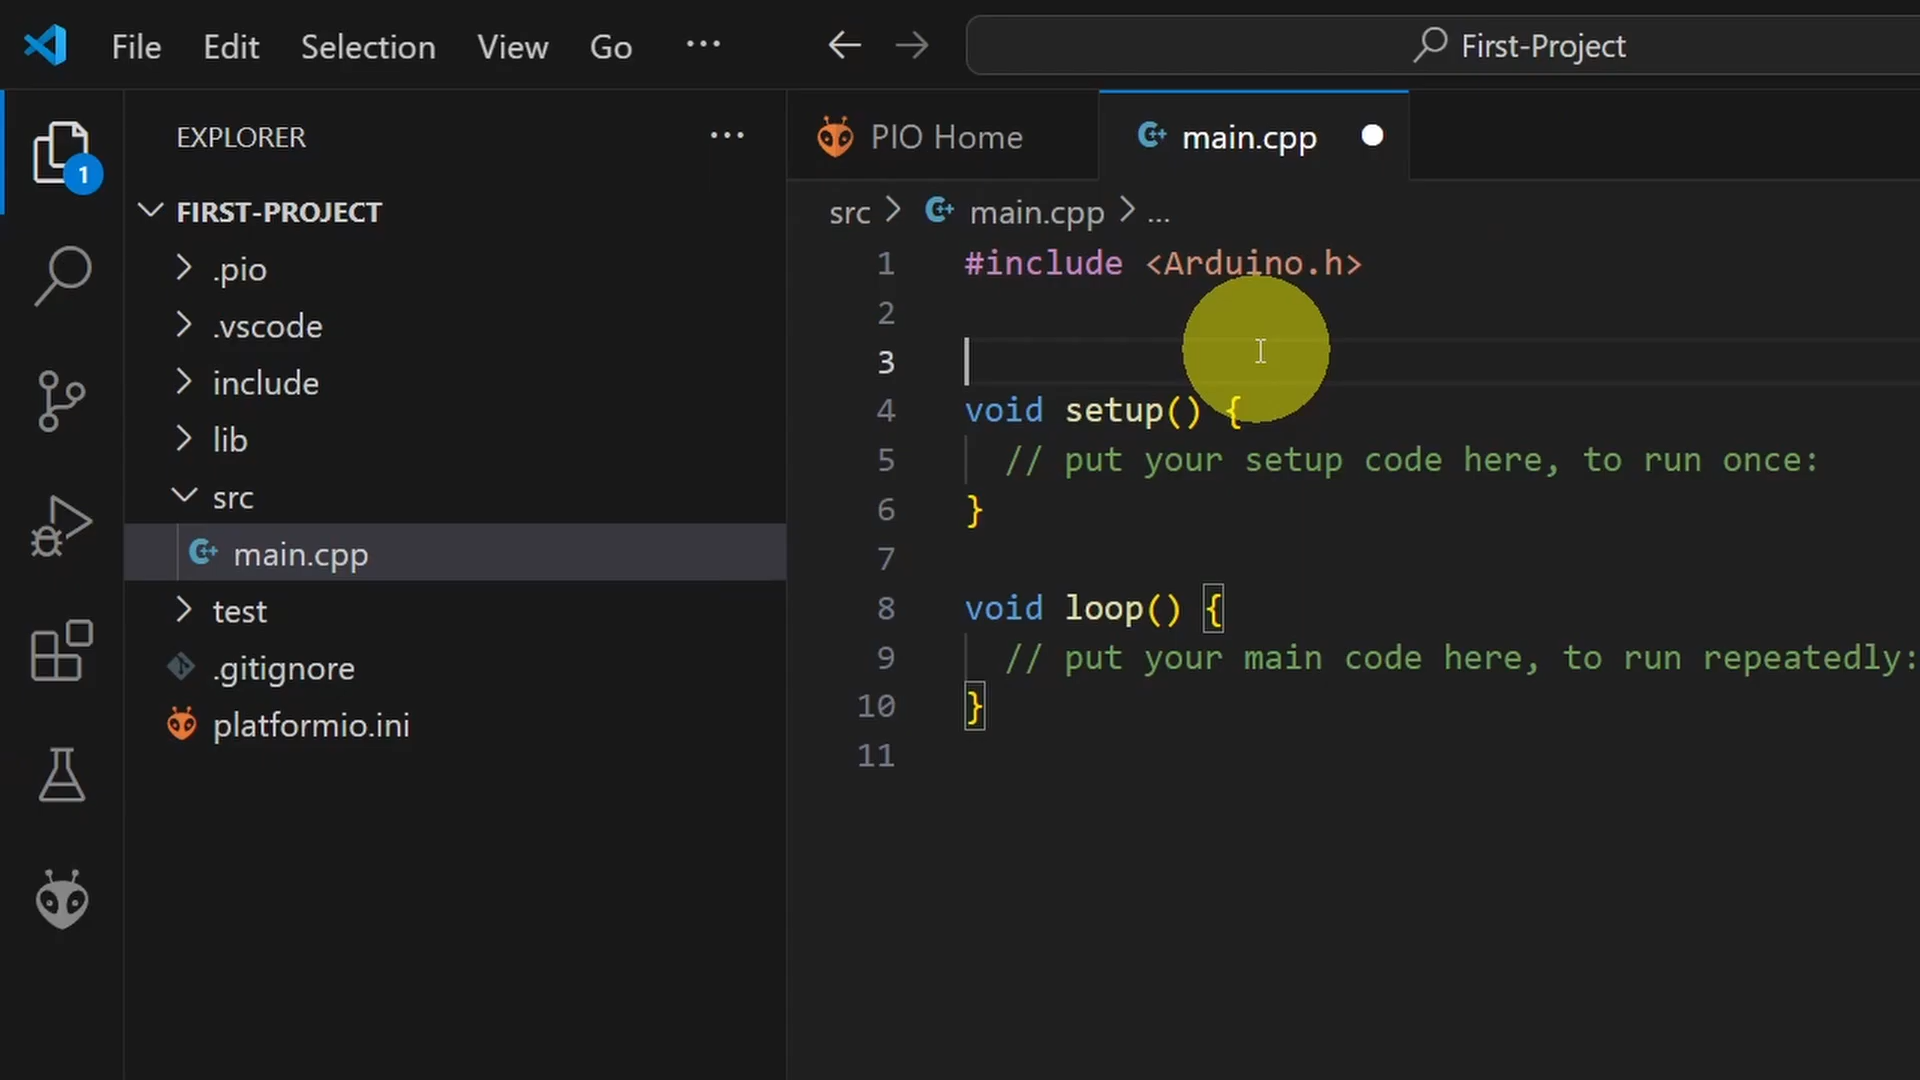 File Edit Selection View Go ··· First-Project
1
EXPLORER ···
FIRST-PROJECT
.pio
.vscode
include
lib
src
main.cpp
test
.gitignore
platformio.ini
PIO Home main.cpp
src > main.cpp > ...
1 #include <Arduino.h>
2
3
4 void setup() {
5 // put your setup code here, to run once:
6 }
7
8 void loop() {
9 // put your main code here, to run repeatedly:
10 }
11